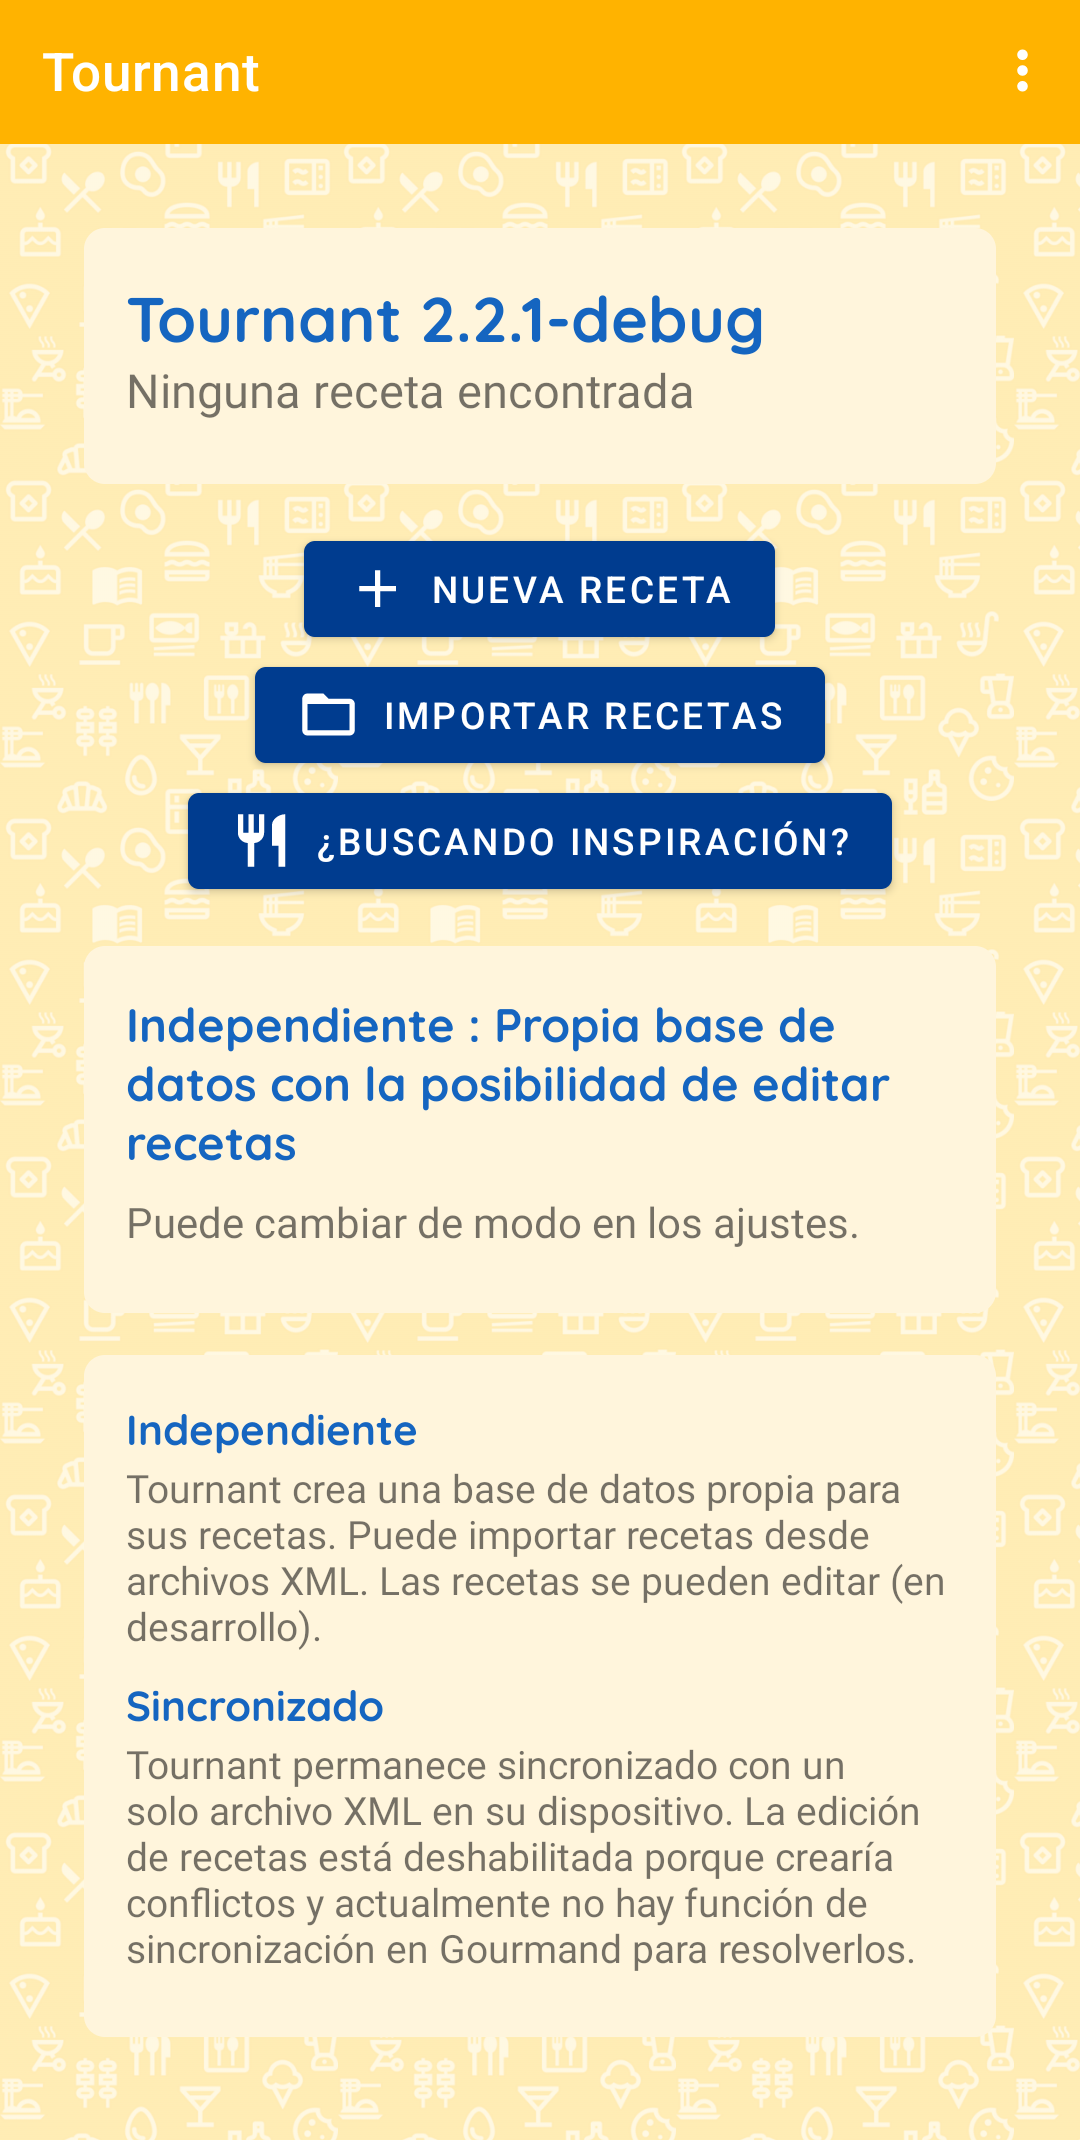 Tournant
Tournant 2.2.1-debug
Ninguna receta encontrada
NUEVA RECETA
IMPORTAR RECETAS
¿BUSCANDO INSPIRACIÓN?
Independiente : Propia base de
datos con la posibilidad de editar
recetas
Puede cambiar de modo en los ajustes.
Independiente
Tournant crea una base de datos propia para
sus recetas. Puede importar recetas desde
archivos XML. Las recetas se pueden editar (en
desarrollo).
Sincronizado
Tournant permanece sincronizado con un
solo archivo XML en su dispositivo. La edición
de recetas está deshabilitada porque crearía
conflictos y actualmente no hay función de
sincronización en Gourmand para resolverlos.